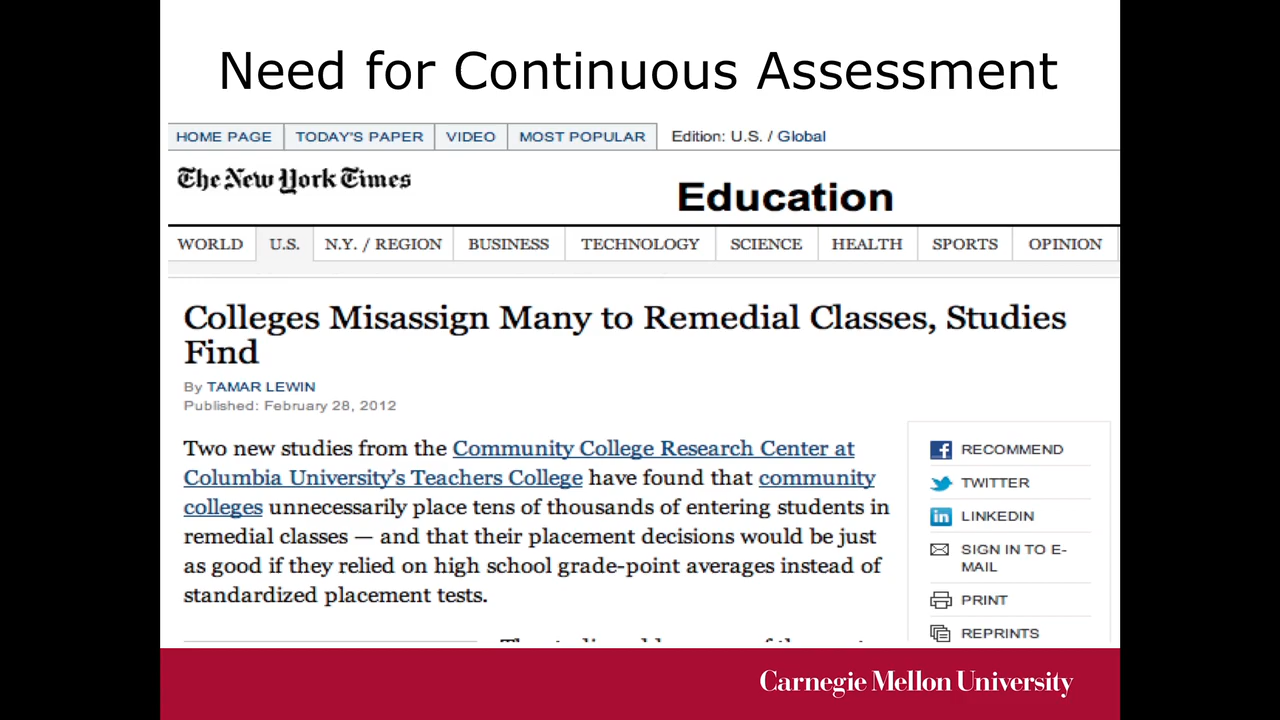 Need for Continuous Assessment
HOME PAGE TODAY'S PAPER VIDEO MOST POPULAR Edition: U.S. / Global
The New York Times
Education
WORLD U.S. N.Y. / REGION BUSINESS TECHNOLOGY SCIENCE HEALTH SPORTS OPINION
Colleges Misassign Many to Remedial Classes, Studies
Find
By TAMAR LEWIN
Published: February 28, 2012
Two new studies from the Community College Research Center at
Columbia University's Teachers College have found that community
colleges unnecessarily place tens of thousands of entering students in
remedial classes — and that their placement decisions would be just
as good if they relied on high school grade-point averages instead of
standardized placement tests.
RECOMMEND
TWITTER
LINKEDIN
SIGN IN TO E-
MAIL
PRINT
REPRINTS
Carnegie Mellon University